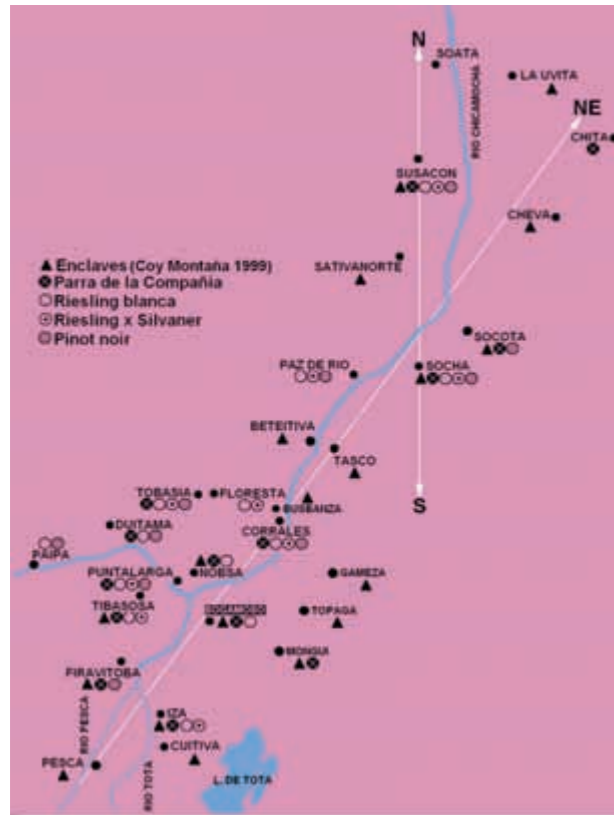 N
SOATA
LA UVITA
NE
RIO CHICAMOCHA
CHITA
SUSACON
CHEVA
▲ Enclaves (Coy Montaña 1999)
Parra de la Compañia
Riesling blanca
Riesling x Silvaner
Pinot noir
SATIVANORTE
SOCOTA
PAZ DE RIO
SOCHA
BETEITIVA
TASCO
TOBASIA
FLORESTA
BUSBANZA
S
DUITAMA
CORRALES
PAIPA
PUNTALARGA
NOBSA
GAMEZA
TIBASOSA
TOPAGA
MONGUI
FIRAVITOBA
RIO PESCA
IZA
CUITIVA
PESCA
RIO TOTA
L. DE TOTA